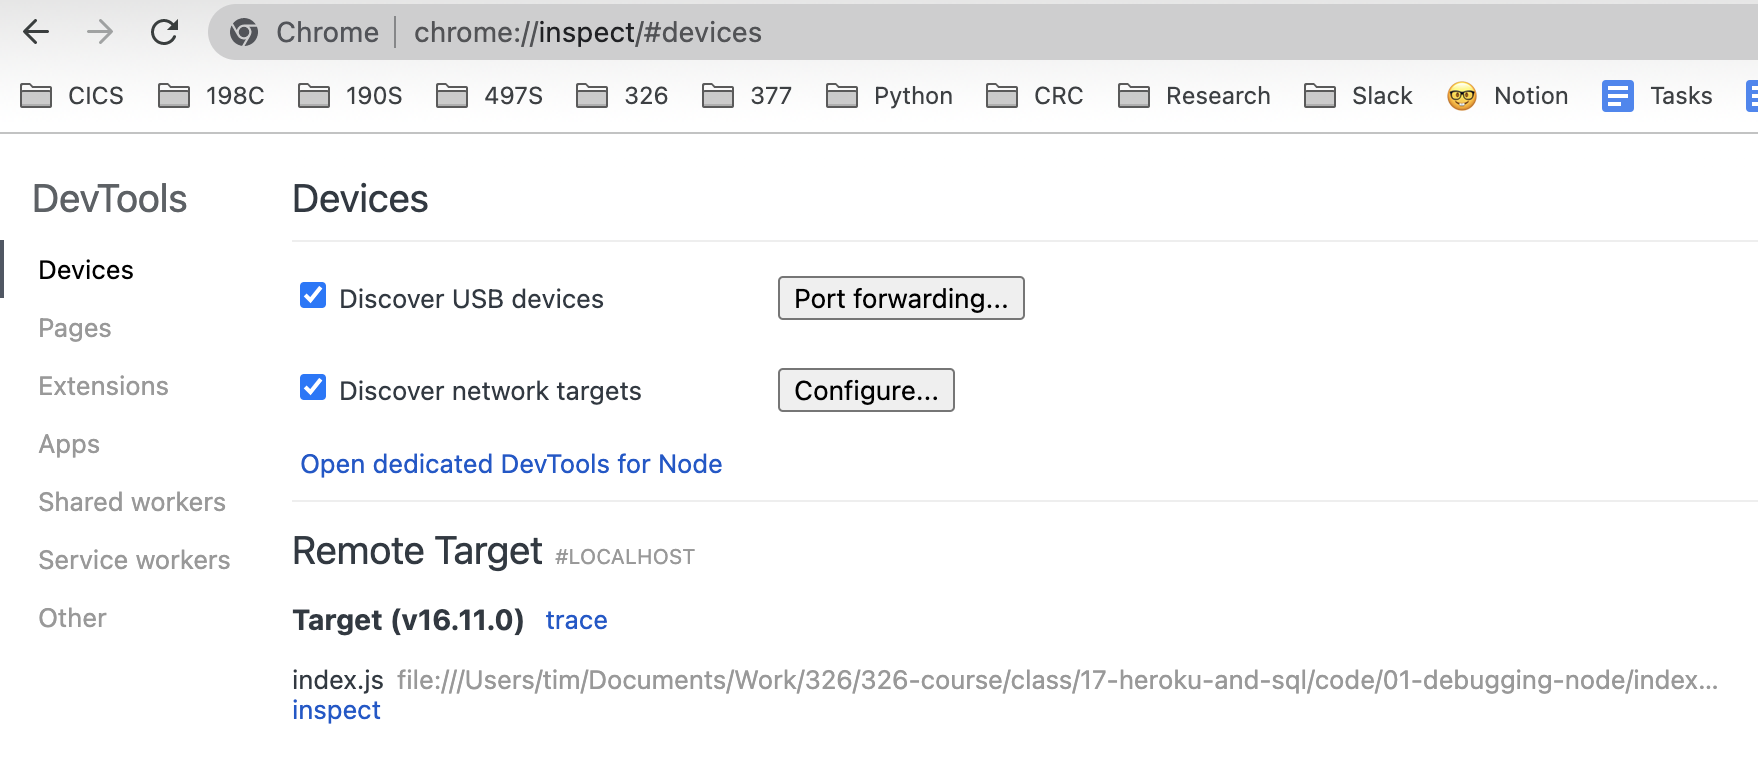 Chrome | chrome://inspect/#devices
CICS 198C 190S 497S 326 377 Python CRC Research Slack Notion Tasks
DevTools
Devices
Pages
Extensions
Apps
Shared workers
Service workers
Other
Devices
Discover USB devices Port forwarding...
Discover network targets Configure...
Open dedicated DevTools for Node
Remote Target #LOCALHOST
Target (v16.11.0) trace
index.js file:///Users/tim/Documents/Work/326/326-course/class/17-heroku-and-sql/code/01-debugging-node/index...
inspect